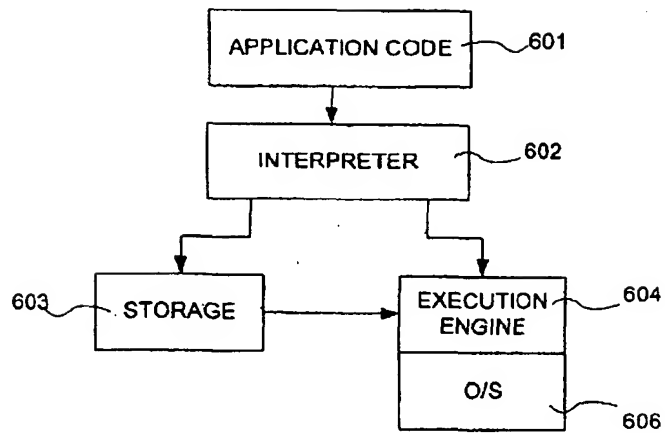 APPLICATION CODE
601
INTERPRETER
602
603
STORAGE
EXECUTION
ENGINE
604
O/S
606